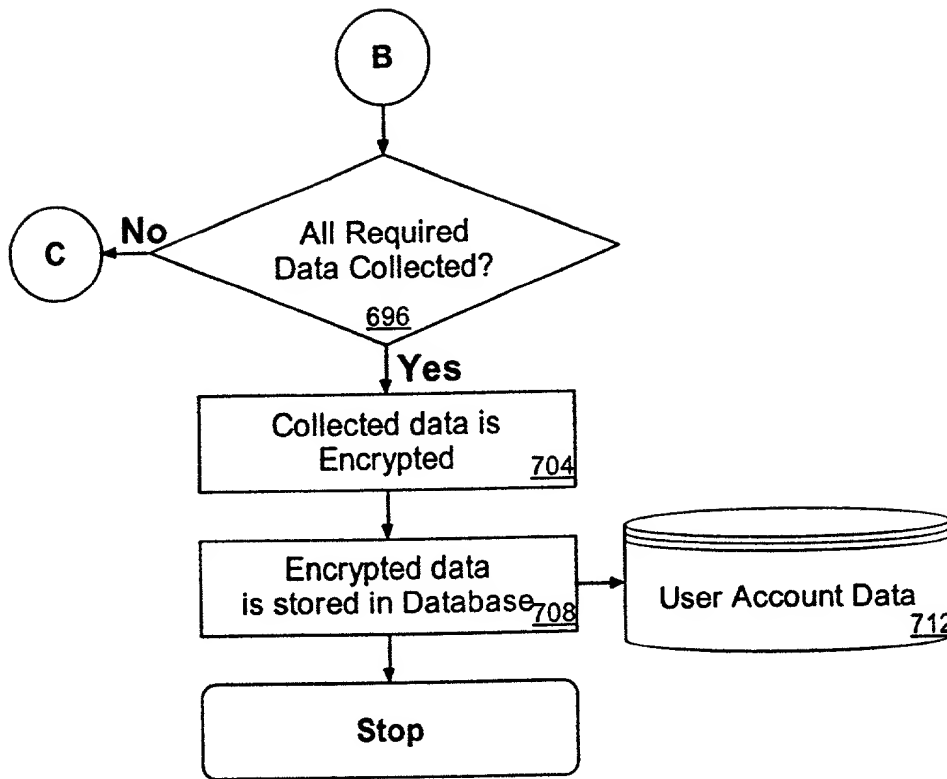 B
No
C
All Required
Data Collected?
696
Yes
Collected data is
Encrypted
704
Encrypted data
is stored in Database
708
User Account Data
712
Stop